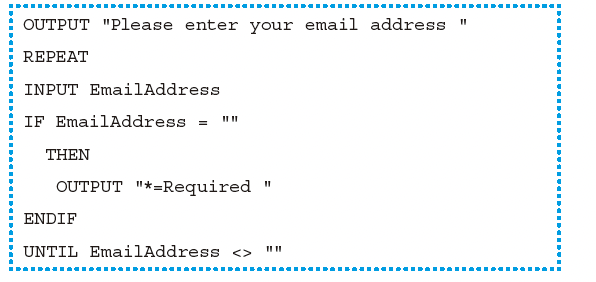 OUTPUT "Please enter your email address "
REPEAT
INPUT EmailAddress
IF EmailAddress = ""
THEN
OUTPUT "*=Required "
ENDIF
UNTIL EmailAddress <> ""